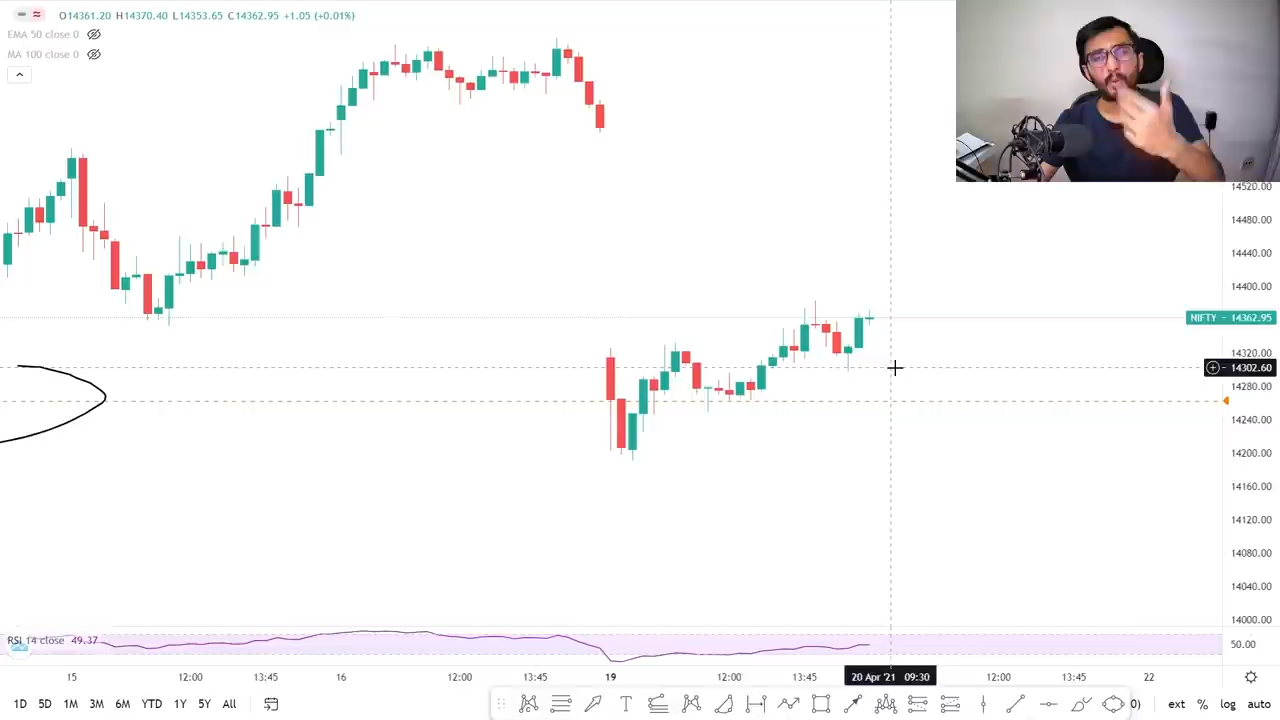 O14361.20 H14370.40 L14353.65 C14362.95 +1.05 (+0.01%)
EMA 50 close 0
MA 100 close 0
14520.00
14480.00
14440.00
14400.00
NIFTY - 14362.95
14320.00
14302.60
14280.00
14240.00
14200.00
14160.00
14120.00
14080.00
14040.00
14000.00
RSI 14 close 49.37
50.00
15 12:00 13:45 16 12:00 13:45 19 12:00 13:45 20 Apr '21 09:30 12:00 13:45 22
1D 5D 1M 3M 6M YTD 1Y 5Y All 0) ext % log auto